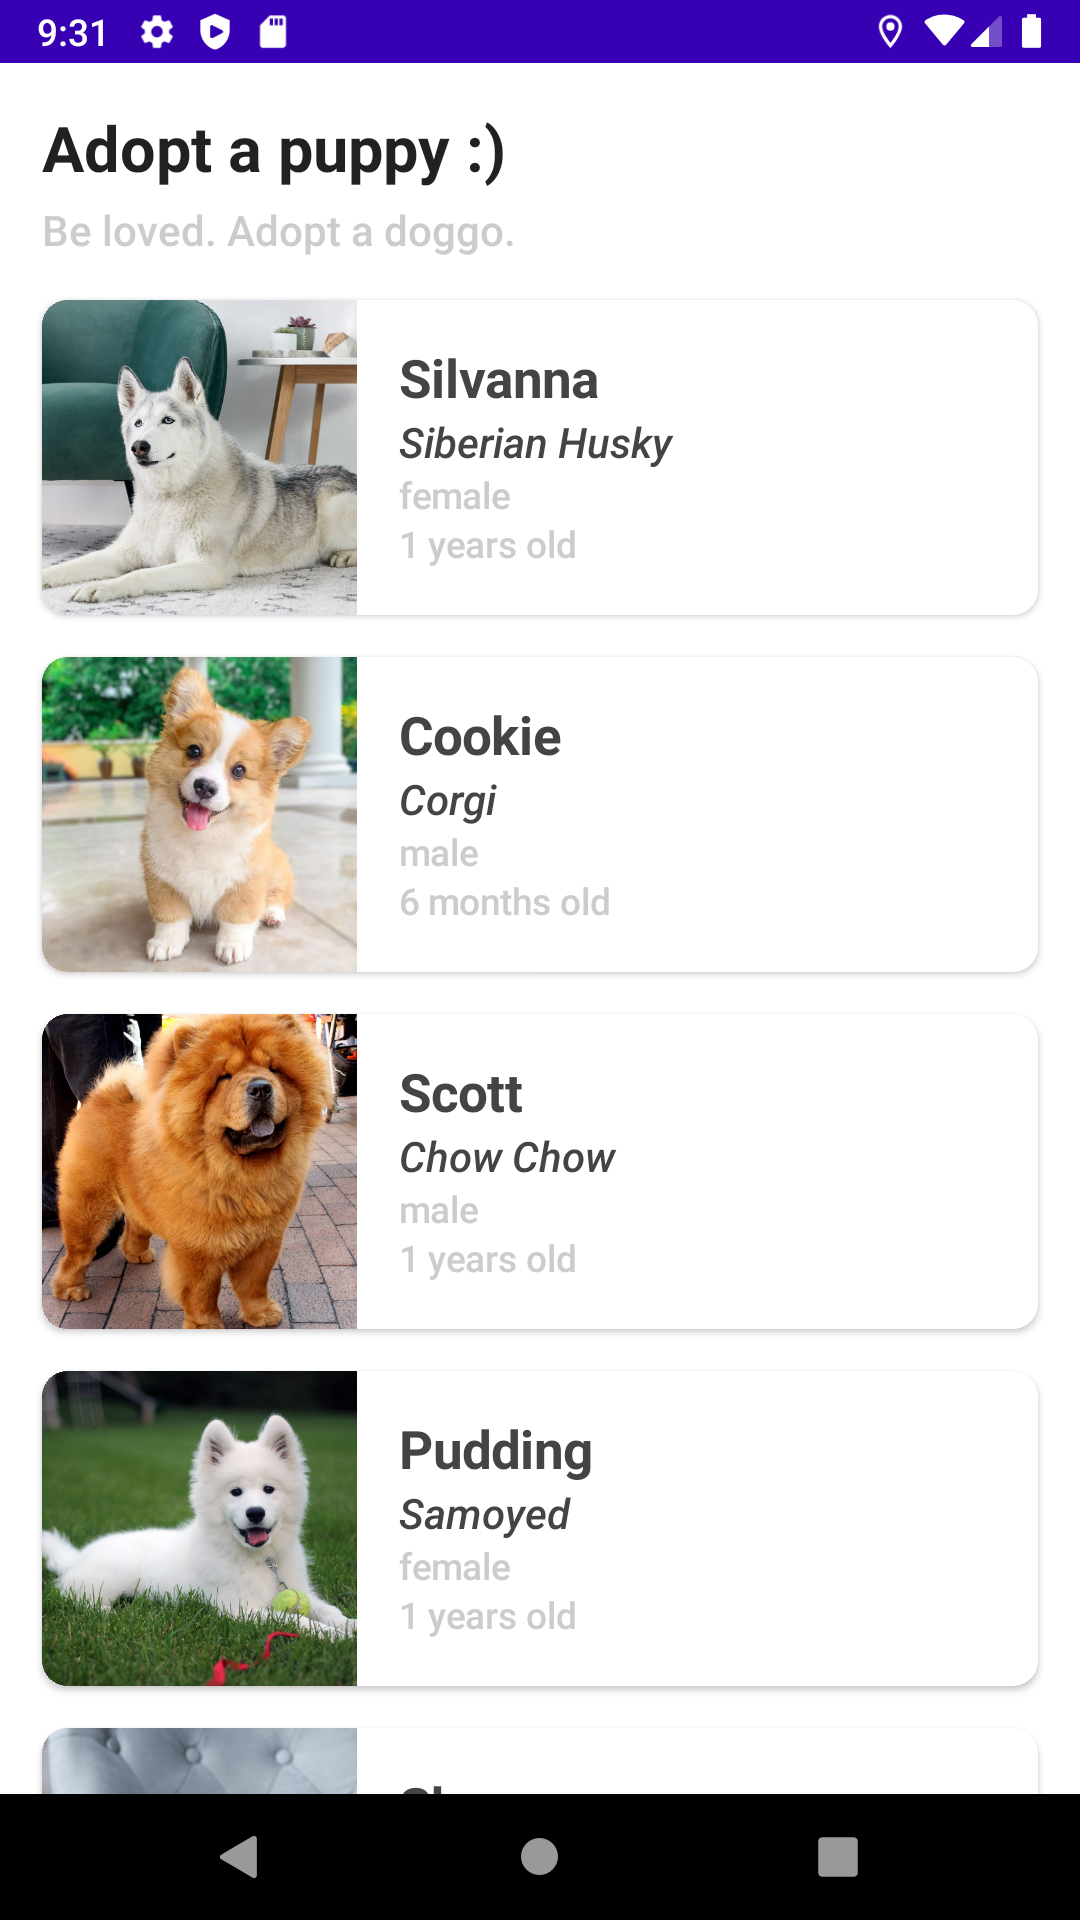 9:31
Adopt a puppy :)
Be loved. Adopt a doggo.
Silvanna
Siberian Husky
female
1 years old
Cookie
Corgi
male
6 months old
Scott
Chow Chow
male
1 years old
Pudding
Samoyed
female
1 years old